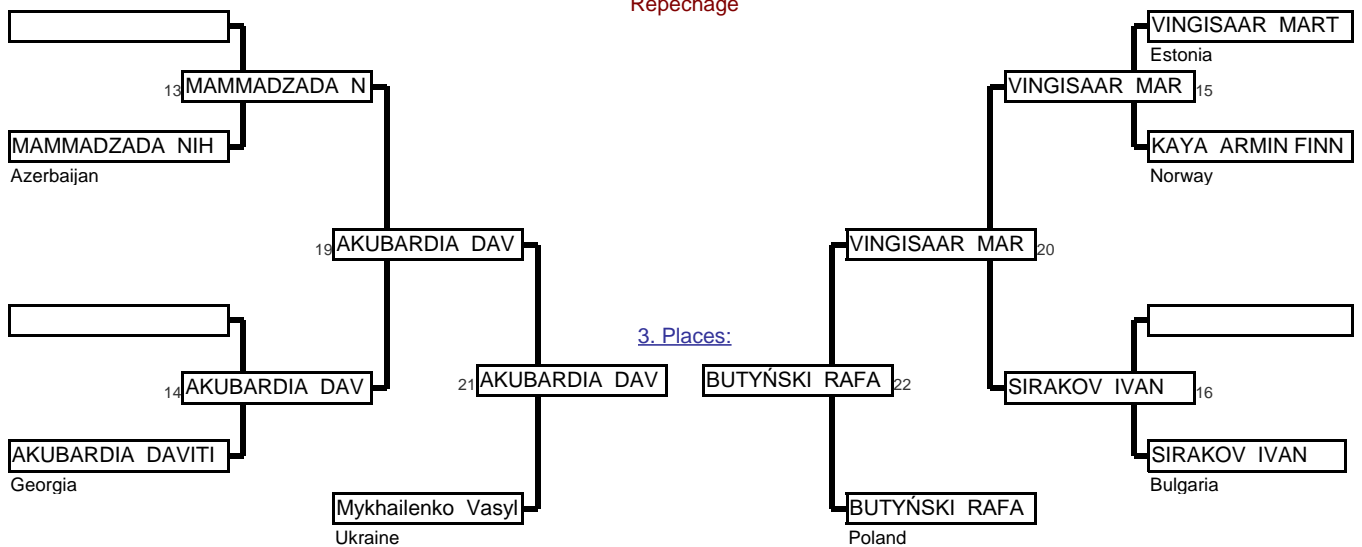 Repechage
VINGISAAR MART
Estonia
13 MAMMADZADA N
VINGISAAR MAR 15
MAMMADZADA NIH
Azerbaijan
KAYA ARMIN FINN
Norway
19 AKUBARDIA DAV
VINGISAAR MAR 20
3. Places:
14 AKUBARDIA DAV
21 AKUBARDIA DAV
BUTYŃSKI RAFA 22
SIRAKOV IVAN 16
AKUBARDIA DAVITI
Georgia
SIRAKOV IVAN
Bulgaria
Mykhailenko Vasyl
Ukraine
BUTYŃSKI RAFA
Poland